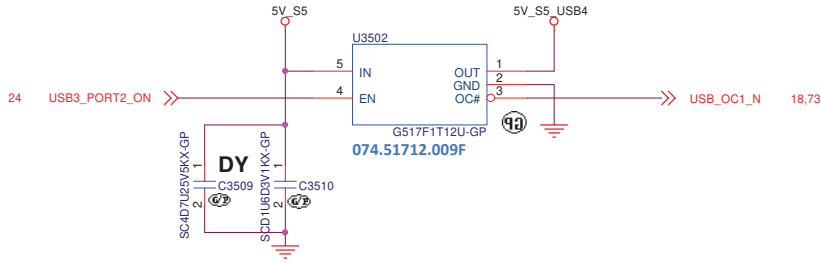 5V_S5
5V_S5_USB4
U3502
5 IN
OUT 1
GND 2
24 USB3_PORT2_ON
4 EN
OC# 3
USB_OC1_N 18,73
GP
G517F1T12U-GP
074.51712.009F
SC4D7U25V5KX-GP
1
2
DY
C3509
G/P
SCD1U6D3V1KX-GP
1
2
C3510
G/P